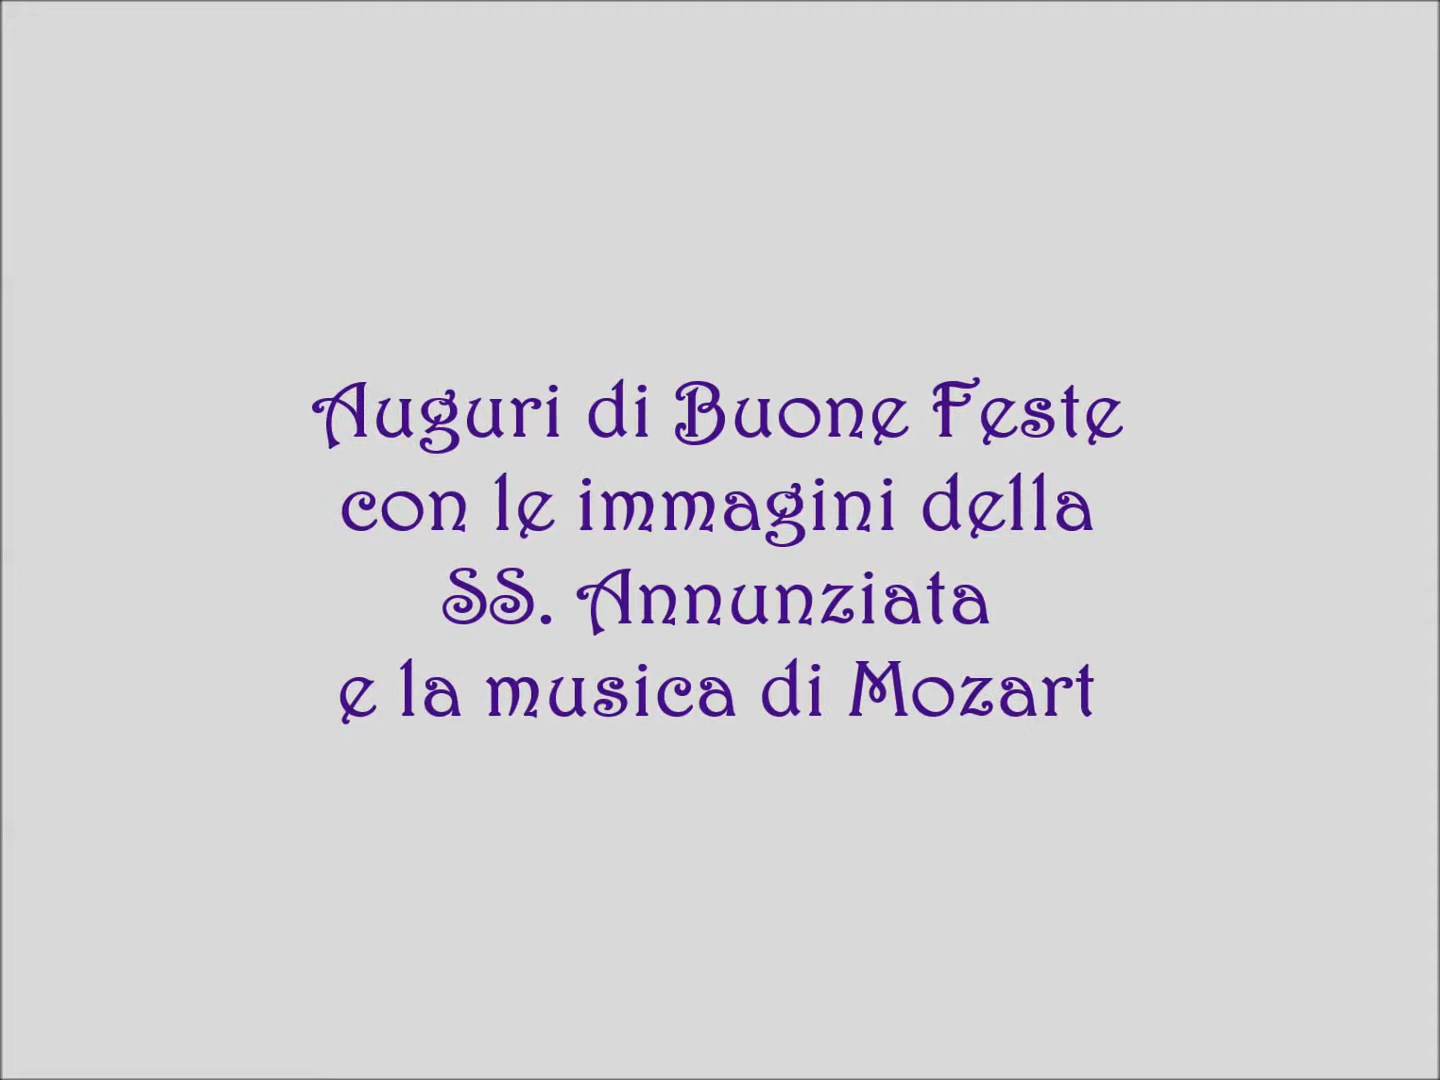 Auguri di Buone Feste
con le immagini della
SS. Annunziata
e la musica di Mozart